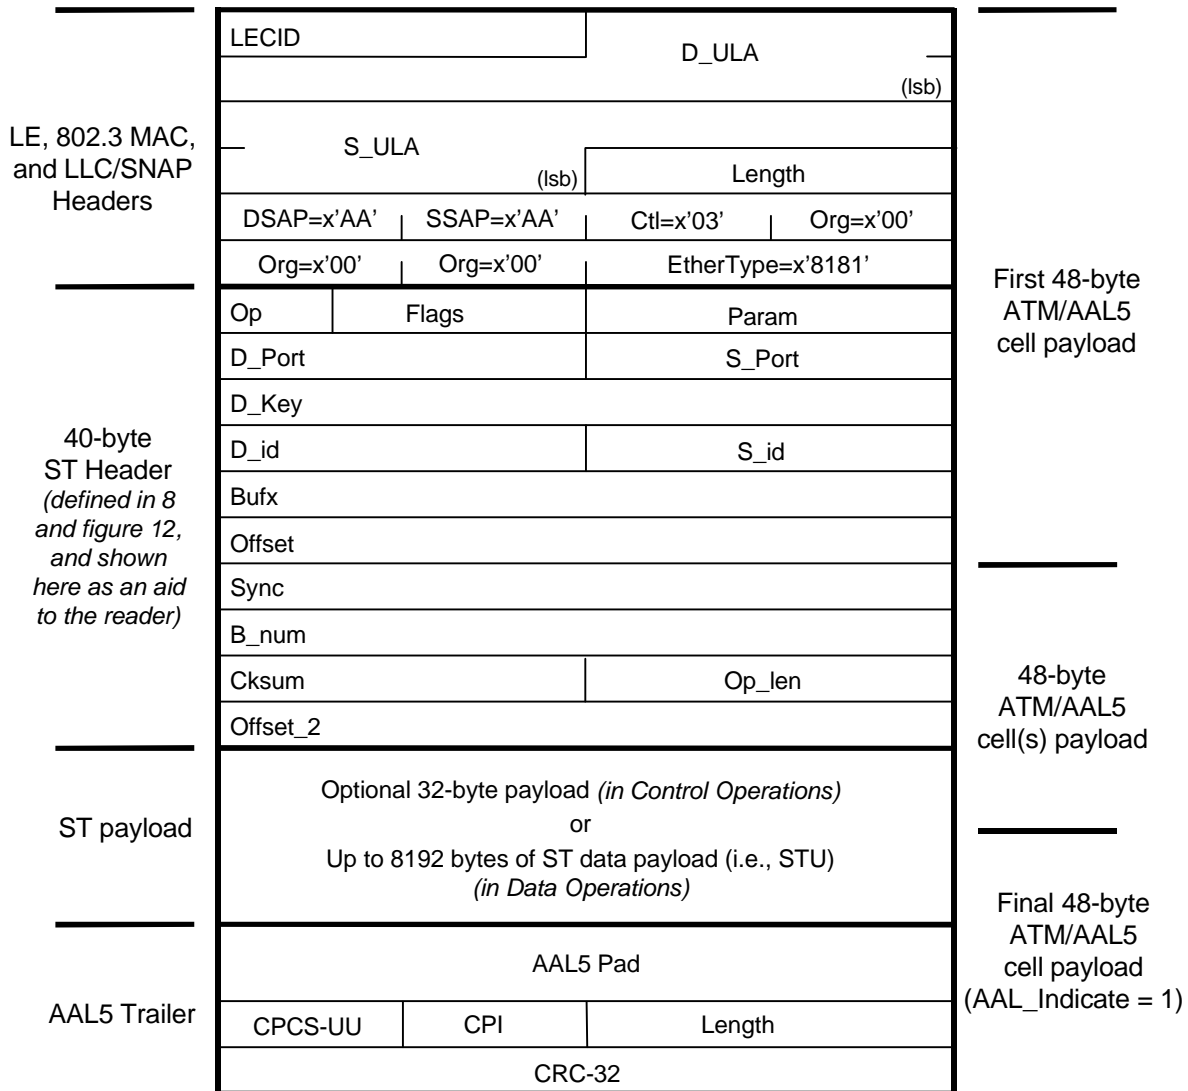 LECID
D_ULA
(lsb)
LE, 802.3 MAC,
and LLC/SNAP
Headers
S_ULA
(lsb)
Length
DSAP=x'AA' SSAP=x'AA' Ctl=x'03' Org=x'00'
Org=x'00' Org=x'00' EtherType=x'8181'
First 48-byte
ATM/AAL5
cell payload
Op Flags Param
D_Port S_Port
D_Key
D_id S_id
Bufx
Offset
Sync
B_num
Cksum Op_len
Offset_2
40-byte
ST Header
(defined in 8
and figure 12,
and shown
here as an aid
to the reader)
48-byte
ATM/AAL5
cell(s) payload
ST payload
Optional 32-byte payload (in Control Operations)
or
Up to 8192 bytes of ST data payload (i.e., STU)
(in Data Operations)
Final 48-byte
ATM/AAL5
cell payload
(AAL_Indicate = 1)
AAL5 Trailer
AAL5 Pad
CPCS-UU CPI Length
CRC-32